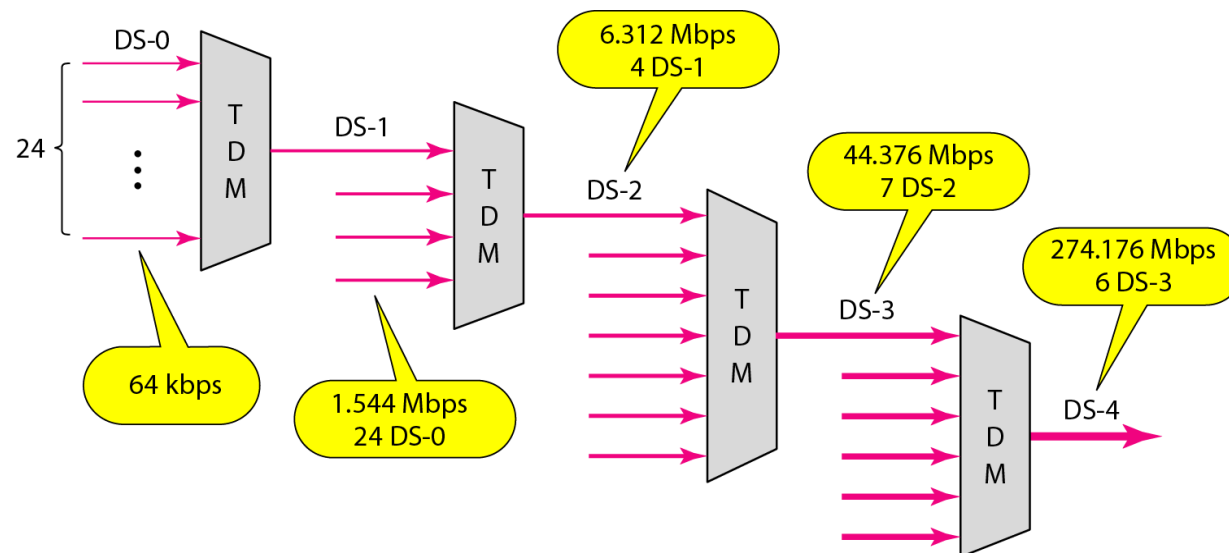 DS-0
24
T
D
M
64 kbps
DS-1
T
D
M
1.544 Mbps
24 DS-0
6.312 Mbps
4 DS-1
DS-2
T
D
M
44.376 Mbps
7 DS-2
DS-3
T
D
M
274.176 Mbps
6 DS-3
DS-4